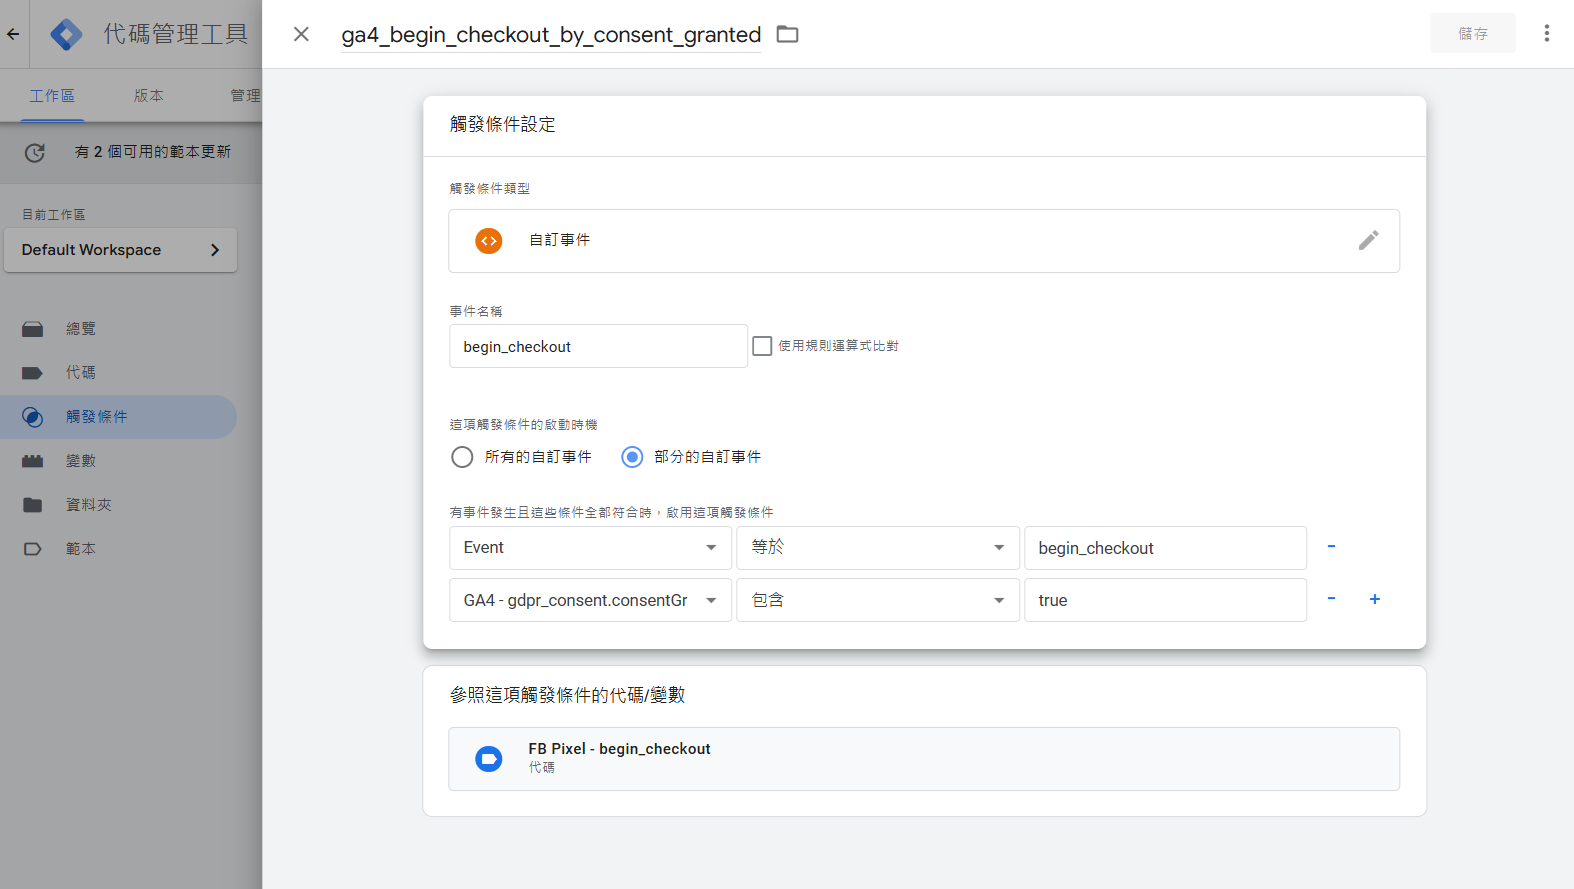 代碼管理工具
ga4_begin_checkout_by_consent_granted
儲存
工作區
版本
管理
有 2 個可用的範本更新
目前工作區
Default Workspace
總覽
代碼
觸發條件
變數
資料夾
範本
觸發條件設定
觸發條件類型
自訂事件
事件名稱
begin_checkout
使用規則運算式比對
這項觸發條件的啟動時機
所有的自訂事件
部分的自訂事件
有事件發生且這些條件全都符合時，啟用這項觸發條件
Event
等於
begin_checkout
-
GA4 - gdpr_consent.consentGr
包含
true
-
+
參照這項觸發條件的代碼/變數
FB Pixel - begin_checkout
代碼